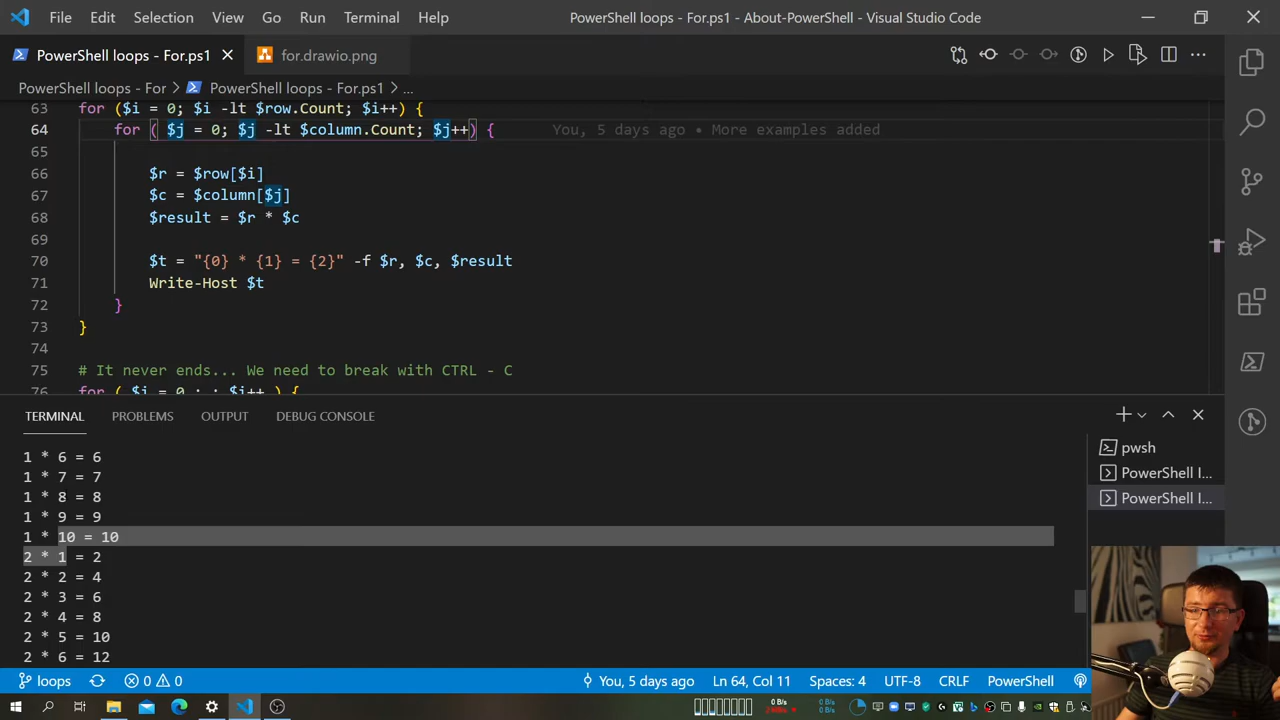 File Edit Selection View Go Run Terminal Help PowerShell loops - For.ps1 - About-PowerShell - Visual Studio Code
PowerShell loops - For.ps1 for.drawio.png
PowerShell loops - For > PowerShell loops - For.ps1 > ...
63 for ($i = 0; $i -lt $row.Count; $i++) {
64 for ( $j = 0; $j -lt $column.Count; $j++) { You, 5 days ago • More examples added
65
66 $r = $row[$i]
67 $c = $column[$j]
68 $result = $r * $c
69
70 $t = "{0} * {1} = {2}" -f $r, $c, $result
71 Write-Host $t
72 }
73 }
74
75 # It never ends... We need to break with CTRL - C
76 for ( $i = 0 ; ; $i++ ) {
TERMINAL PROBLEMS OUTPUT DEBUG CONSOLE
1 * 6 = 6
1 * 7 = 7
1 * 8 = 8
1 * 9 = 9
1 * 10 = 10
2 * 1 = 2
2 * 2 = 4
2 * 3 = 6
2 * 4 = 8
2 * 5 = 10
2 * 6 = 12
pwsh
PowerShell I...
PowerShell I...
loops 0 0 You, 5 days ago Ln 64, Col 11 Spaces: 4 UTF-8 CRLF PowerShell